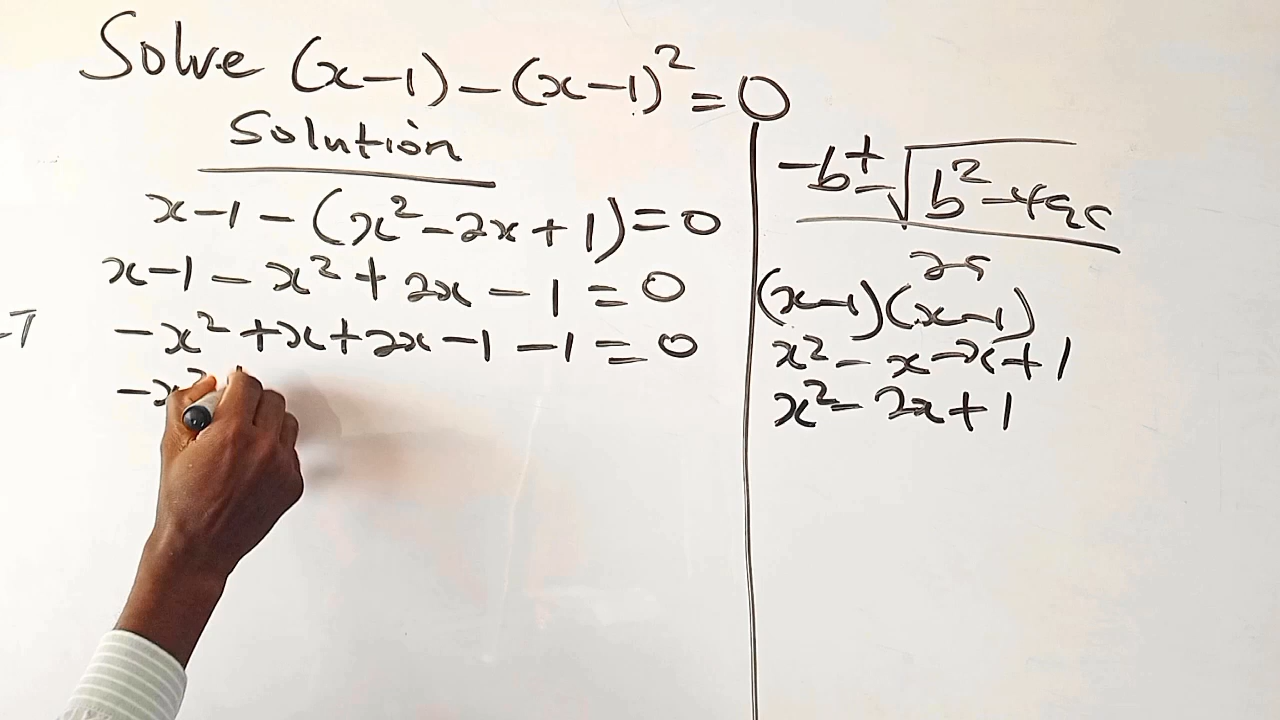 Solve (x-1) - (x-1)² = 0
Solution
x-1 - (x² - 2x + 1) = 0
x-1 - x² + 2x - 1 = 0
-x² + x + 2x - 1 - 1 = 0
-x²
-T
-b ± √b² - 4ac
2a
(x-1)(x-1)
x² - x - x + 1
x² - 2x + 1